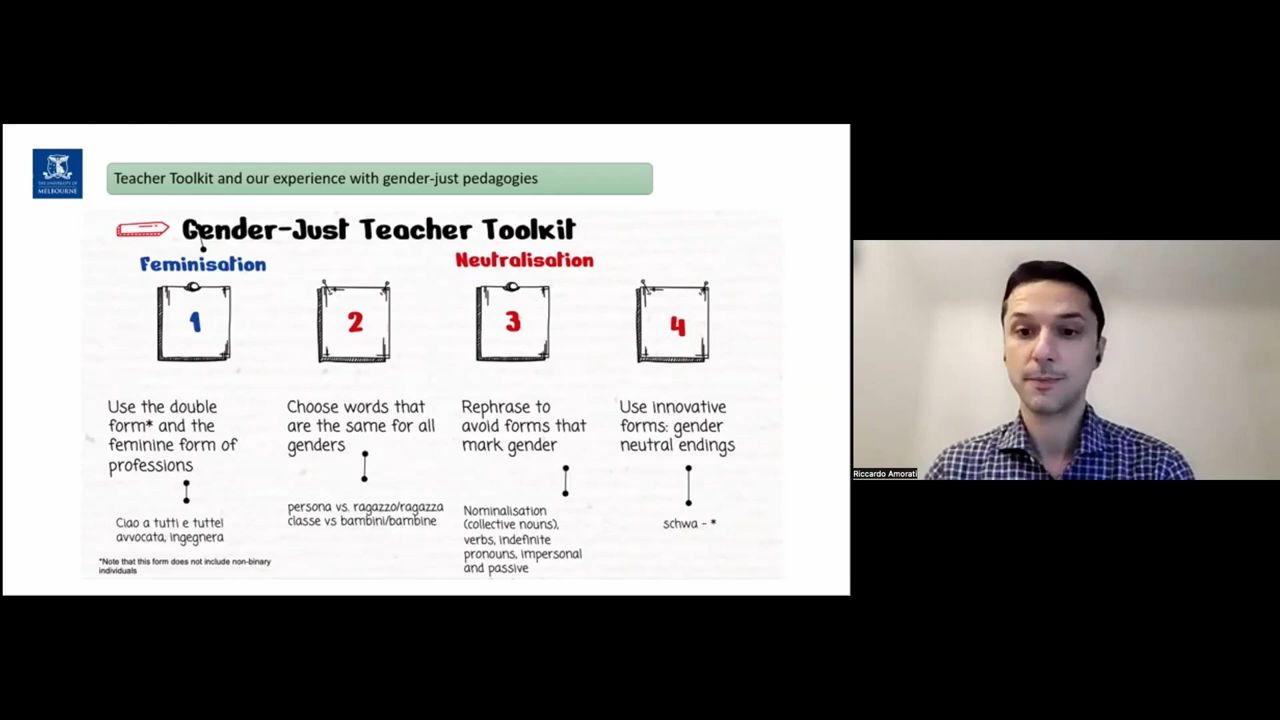 THE UNIVERSITY OF
MELBOURNE
Teacher Toolkit and our experience with gender-just pedagogies
Gender-Just Teacher Toolkit
Feminisation
Neutralisation
1
2
3
4
Use the double
form* and the
feminine form of
professions
Ciao a tutti e tutte!
avvocata, ingegnera
*Note that this form does not include non-binary
individuals
Choose words that
are the same for all
genders
persona vs. ragazzo/ragazza
classe vs bambini/bambine
Rephrase to
avoid forms that
mark gender
Nominalisation
(collective nouns),
verbs, indefinite
pronouns, impersonal
and passive
Use innovative
forms: gender
neutral endings
schwa - *
Riccardo Amorati